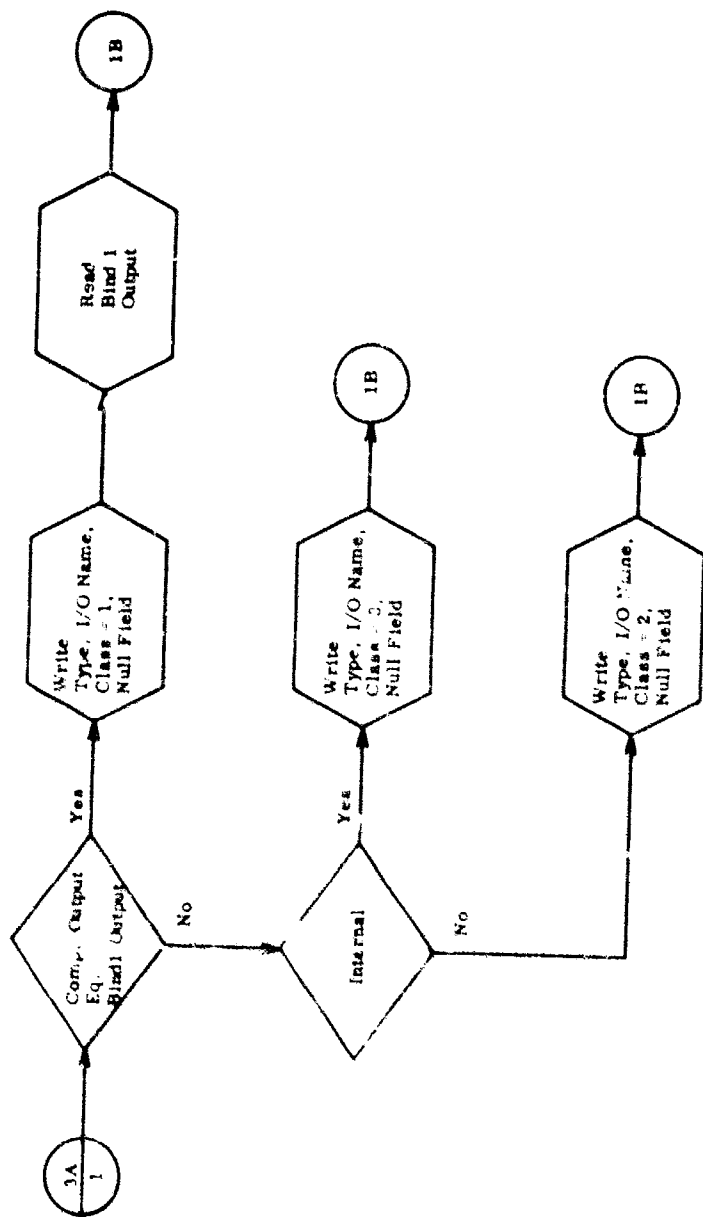 3A
1
Comp. Output
Eq.
Bind1 Output
Yes
No
Write
Type, I/O Name,
Class = 1,
Null Field
Read
Bind 1
Output
1B
Internal
Yes
No
Write
Type, I/O Name,
Class = 3,
Null Field
1B
Write
Type, I/O Name,
Class = 2,
Null Field
1B